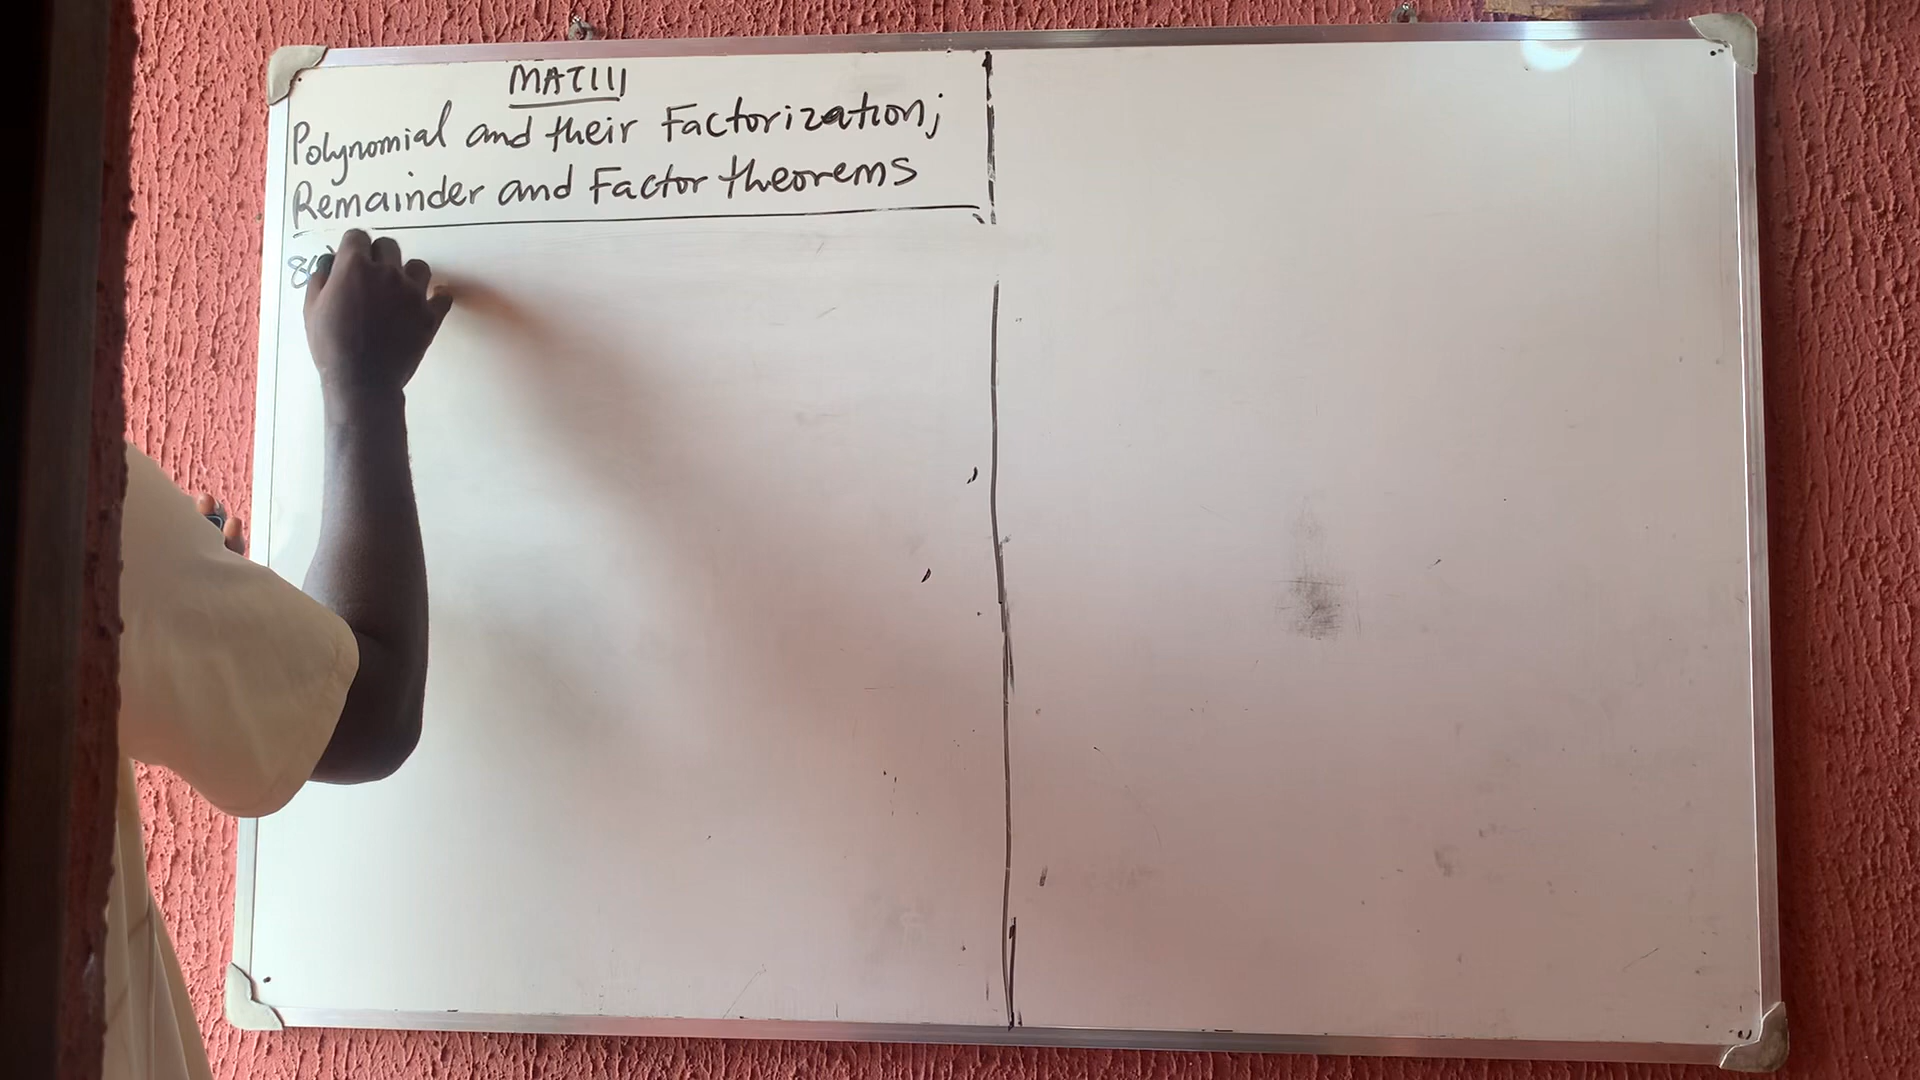 MAT111
Polynomial and their Factorization;
Remainder and Factor theorems